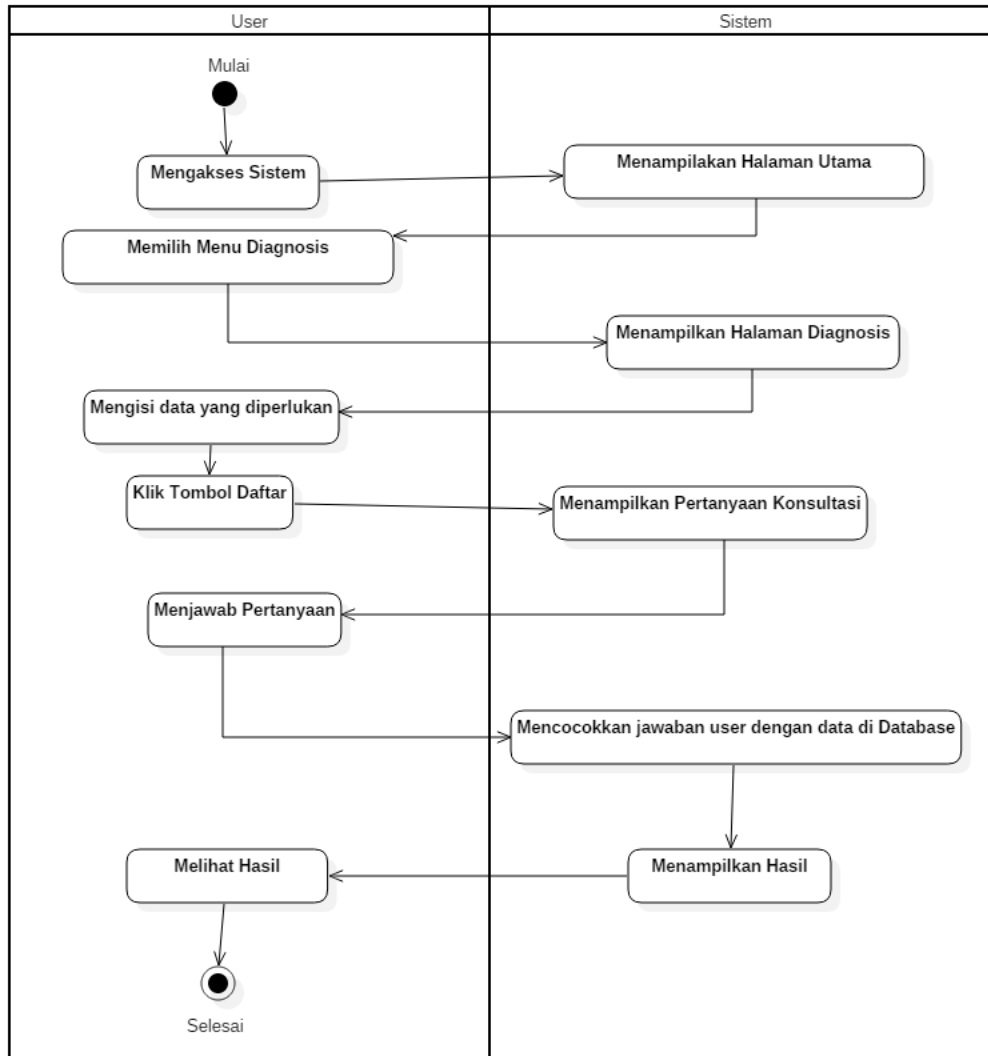 User
Sistem
Mulai
Mengakses Sistem
Menampilakan Halaman Utama
Memilih Menu Diagnosis
Menampilkan Halaman Diagnosis
Mengisi data yang diperlukan
Klik Tombol Daftar
Menampilkan Pertanyaan Konsultasi
Menjawab Pertanyaan
Mencocokkan jawaban user dengan data di Database
Menampilkan Hasil
Melihat Hasil
Selesai